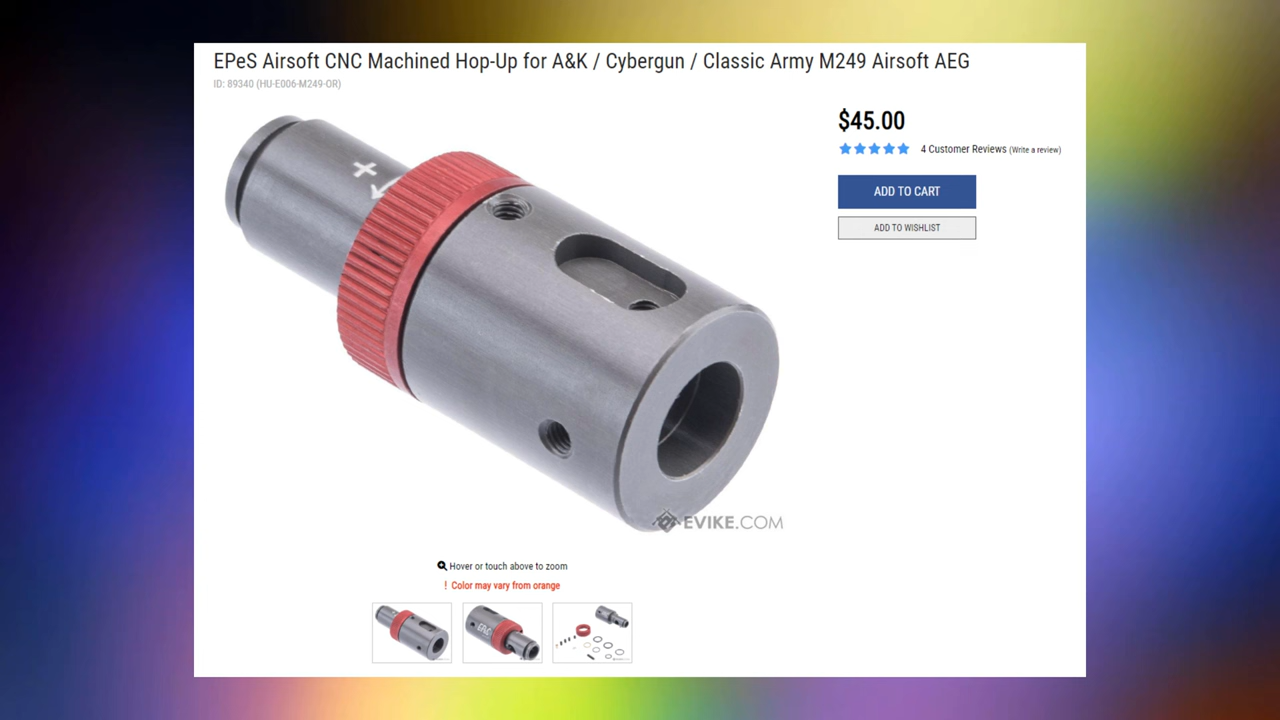 EPeS Airsoft CNC Machined Hop-Up for A&K / Cybergun / Classic Army M249 Airsoft AEG
ID: 89340 (HU-E006-M249-OR)
$45.00
4 Customer Reviews (Write a review)
ADD TO CART
ADD TO WISHLIST
+
EVIKE.COM
Hover or touch above to zoom
! Color may vary from orange